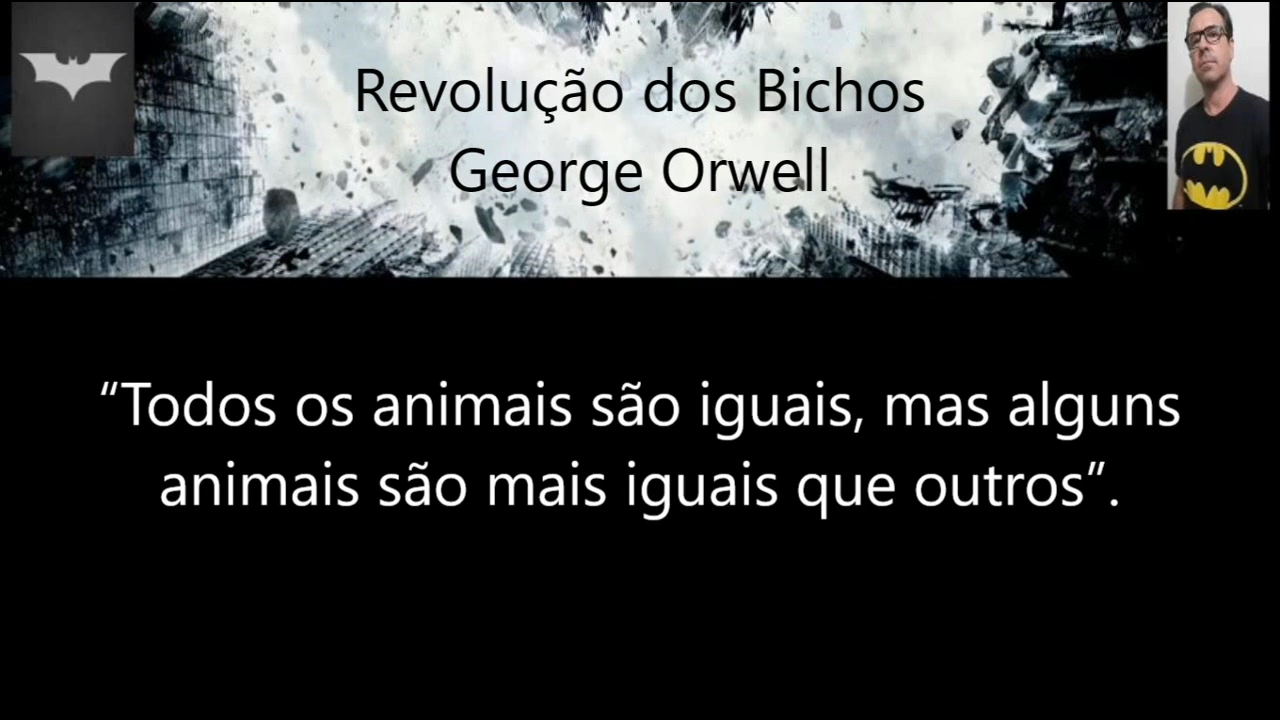 Revolução dos Bichos
George Orwell
“Todos os animais são iguais, mas alguns
animais são mais iguais que outros”.